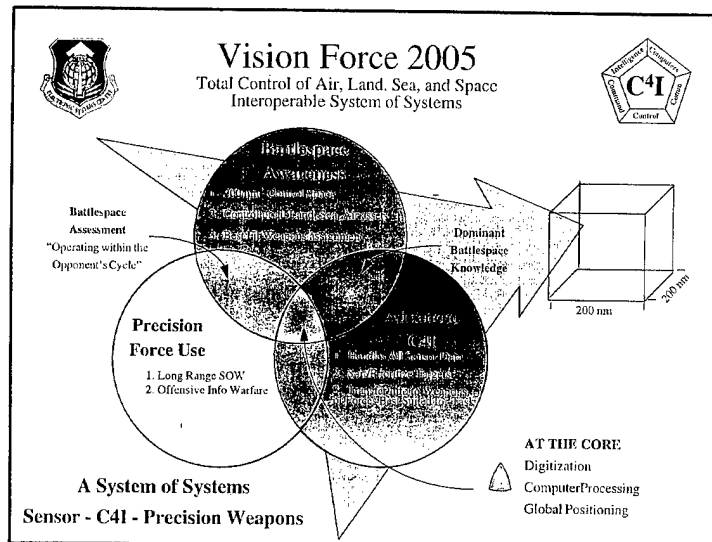 Vision Force 2005
Total Control of Air, Land, Sea, and Space
Interoperable System of Systems
Intelligence
Computers
Command
C4I
Comm
Control
Battlespace
Awareness
Battlespace
Assessment
"Operating within the
Opponent's Cycle"
Dominant
Battlespace
Knowledge
200 nm
200 nm
Precision
Force Use
1. Long Range SOW
2. Offensive Info Warfare
Advanced
C4I
AT THE CORE
Digitization
ComputerProcessing
Global Positioning
A System of Systems
Sensor - C4I - Precision Weapons